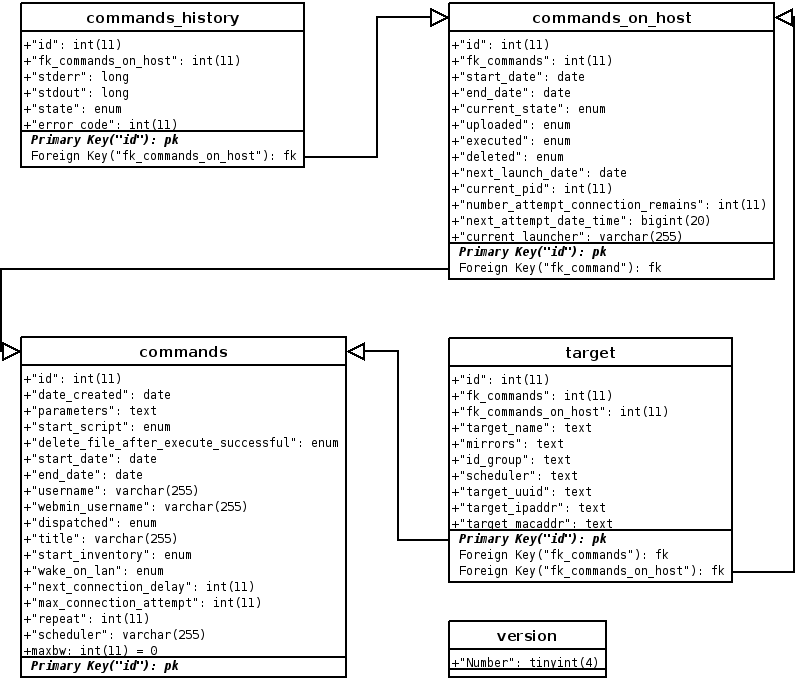 commands_history
+"id": int(11)
+"fk_commands_on_host": int(11)
+"stderr": long
+"stdout": long
+"state": enum
+"error_code": int(11)
Primary Key("id"): pk
Foreign Key("fk_commands_on_host"): fk
commands_on_host
+"id": int(11)
+"fk_commands": int(11)
+"start_date": date
+"end_date": date
+"current_state": enum
+"uploaded": enum
+"executed": enum
+"deleted": enum
+"next_launch_date": date
+"current_pid": int(11)
+"number_attempt_connection_remains": int(11)
+"next_attempt_date_time": bigint(20)
+"current_launcher": varchar(255)
Primary Key("id"): pk
Foreign Key("fk_command"): fk
commands
+"id": int(11)
+"date_created": date
+"parameters": text
+"start_script": enum
+"delete_file_after_execute_successful": enum
+"start_date": date
+"end_date": date
+"username": varchar(255)
+"webmin_username": varchar(255)
+"dispatched": enum
+"title": varchar(255)
+"start_inventory": enum
+"wake_on_lan": enum
+"next_connection_delay": int(11)
+"max_connection_attempt": int(11)
+"repeat": int(11)
+"scheduler": varchar(255)
+maxbw: int(11) = 0
Primary Key("id"): pk
target
+"id": int(11)
+"fk_commands": int(11)
+"fk_commands_on_host": int(11)
+"target_name": text
+"mirrors": text
+"id_group": text
+"scheduler": text
+"target_uuid": text
+"target_ipaddr": text
+"target_macaddr": text
Primary Key("id"): pk
Foreign Key("fk_commands"): fk
Foreign Key("fk_commands_on_host"): fk
version
+"Number": tinyint(4)